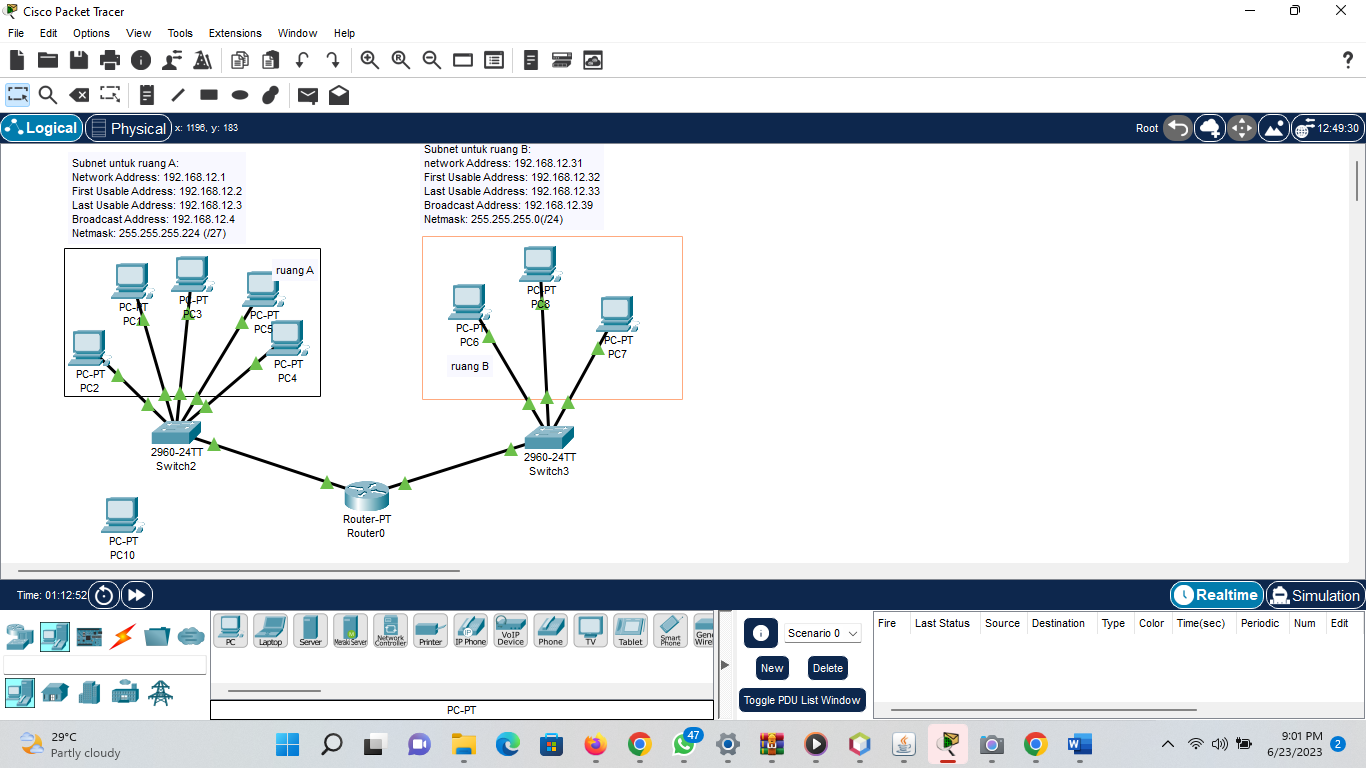 Cisco Packet Tracer
File Edit Options View Tools Extensions Window Help
?
Logical Physical x: 1196, y: 183 Root 12:49:30
Subnet untuk ruang A:
Network Address: 192.168.12.1
First Usable Address: 192.168.12.2
Last Usable Address: 192.168.12.3
Broadcast Address: 192.168.12.4
Netmask: 255.255.255.224 (/27)
Subnet untuk ruang B:
network Address: 192.168.12.31
First Usable Address: 192.168.12.32
Last Usable Address: 192.168.12.33
Broadcast Address: 192.168.12.39
Netmask: 255.255.255.0(/24)
ruang A
PC-PT
PC1
PC-PT
PC3
PC-PT
PC5
PC-PT
PC2
PC-PT
PC4
PC-PT
PC8
PC-PT
PC6
PC-PT
PC7
ruang B
2960-24TT
Switch2
2960-24TT
Switch3
Router-PT
Router0
PC-PT
PC10
Time: 01:12:52 Realtime Simulation
PC Laptop Server Meraki Server Network Controller Printer IP Phone VoIP Device Phone TV Tablet Smart Phone
PC-PT
Scenario 0
New Delete
Toggle PDU List Window
Fire Last Status Source Destination Type Color Time(sec) Periodic Num Edit
29°C
Partly cloudy
47
9:01 PM
6/23/2023
2